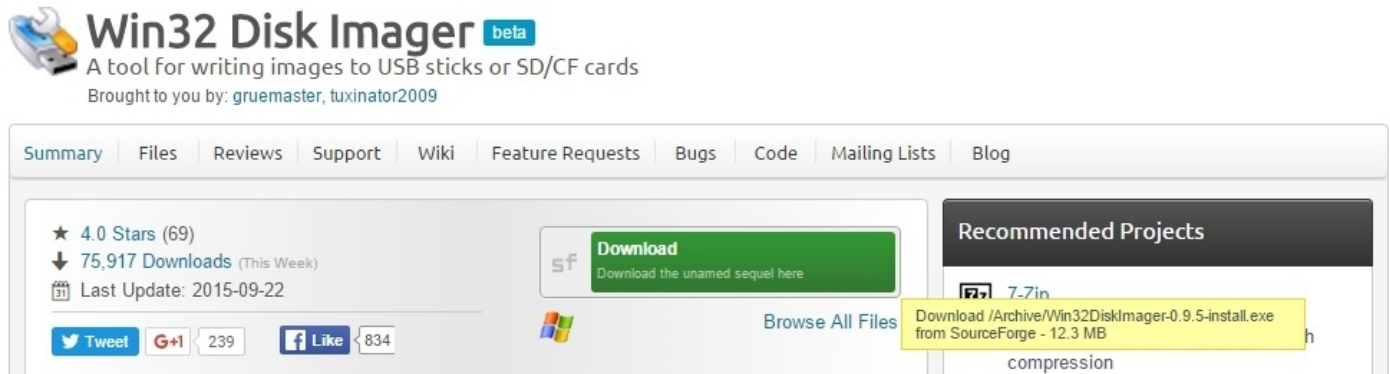 Win32 Disk Imager beta
A tool for writing images to USB sticks or SD/CF cards
Brought to you by: gruemaster, tuxinator2009
Summary Files Reviews Support Wiki Feature Requests Bugs Code Mailing Lists Blog
4.0 Stars (69)
75,917 Downloads (This Week)
31 Last Update: 2015-09-22
Tweet G+1 239 f Like 834
sf Download
Download the unamed sequel here
Browse All Files
Recommended Projects
7-Zip
Download /Archive/Win32DiskImager-0.9.5-install.exe
from SourceForge - 12.3 MB
compression